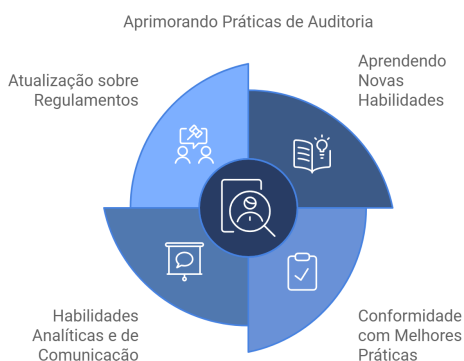 Aprimorando Práticas de Auditoria
Atualização sobre
Regulamentos
Aprendendo
Novas
Habilidades
Habilidades
Analíticas e de
Comunicação
Conformidade
com Melhores
Práticas